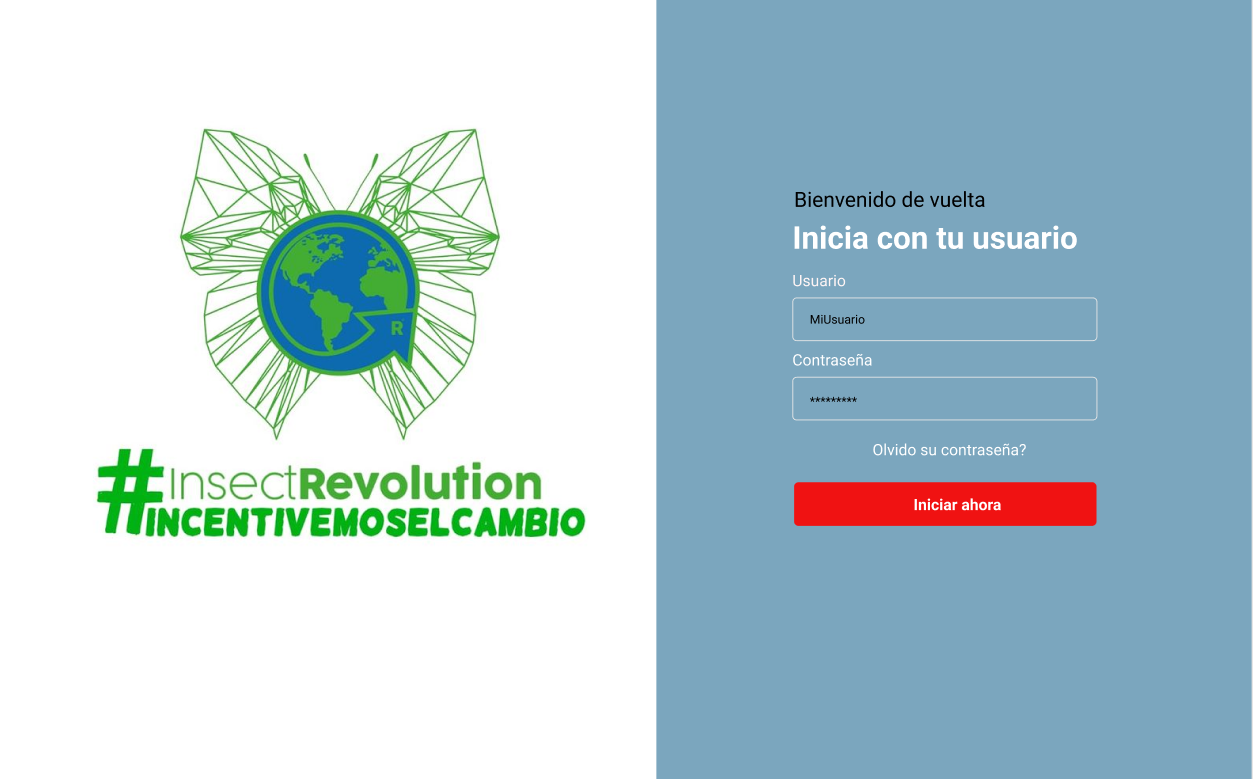 R
#InsectRevolution
INCENTIVEMOSELCAMBIO
Bienvenido de vuelta
Inicia con tu usuario
Usuario
MiUsuario
Contraseña
*********
Olvido su contraseña?
Iniciar ahora